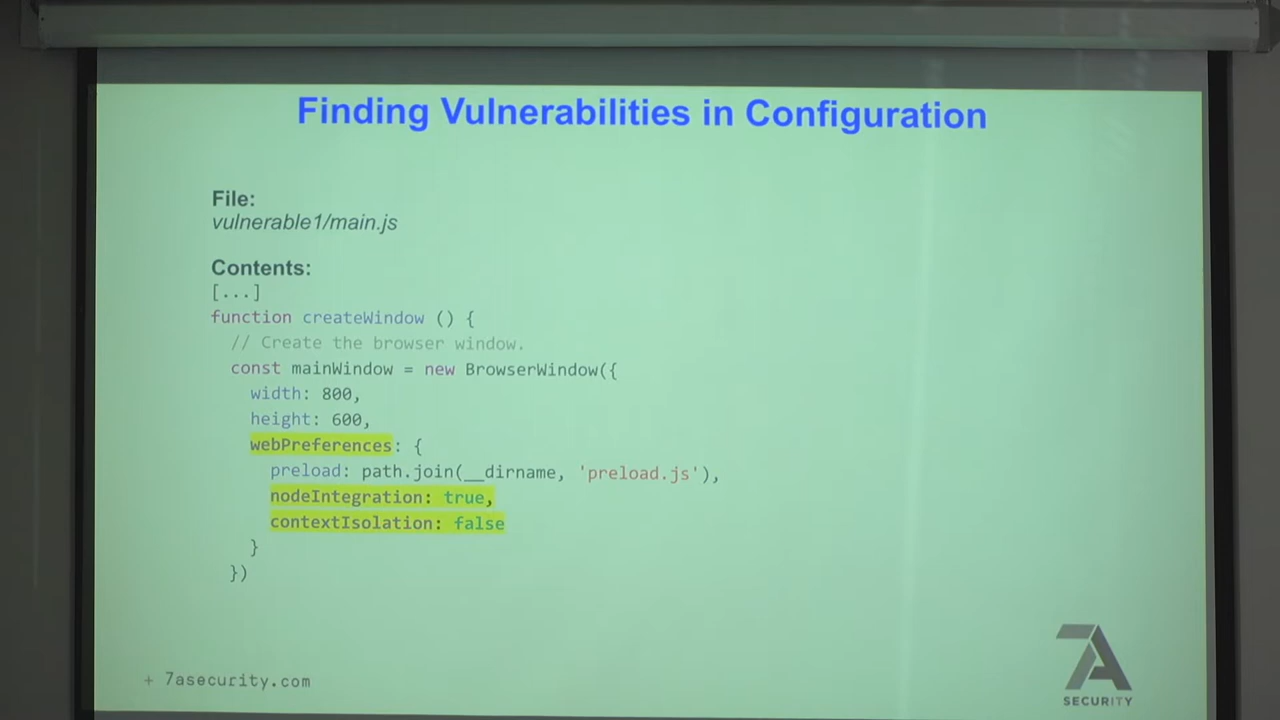 Finding Vulnerabilities in Configuration
File:
vulnerable1/main.js
Contents:
[...]
function createWindow () {
// Create the browser window.
const mainWindow = new BrowserWindow({
width: 800,
height: 600,
webPreferences: {
preload: path.join(__dirname, 'preload.js'),
nodeIntegration: true,
contextIsolation: false
}
})
+ 7asecurity.com
7A
SECURITY